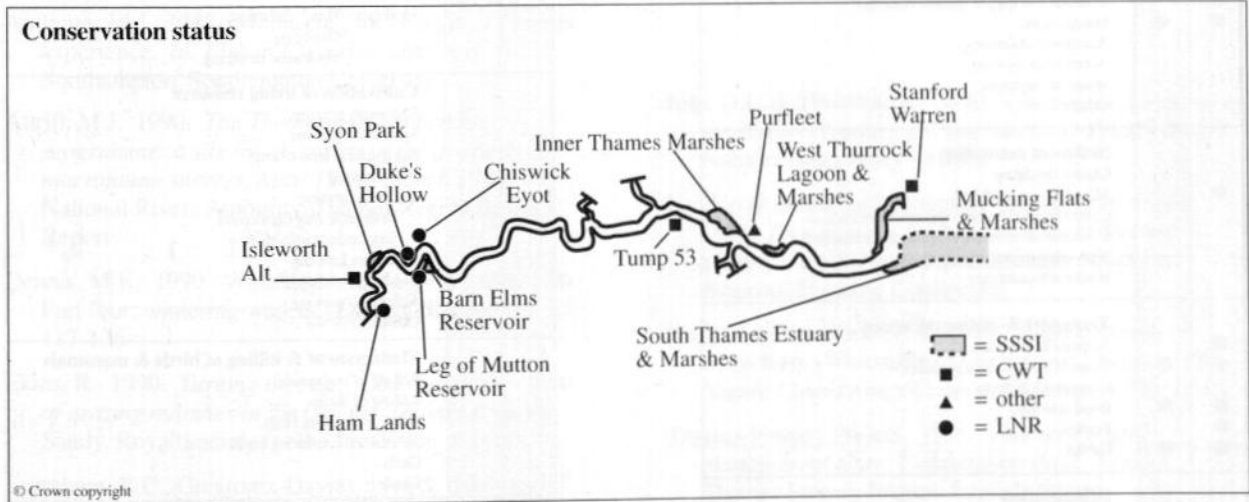 Conservation status
Syon Park
Duke's
Hollow
Chiswick
Eyot
Isleworth
Alt
Barn Elms
Reservoir
Leg of Mutton
Reservoir
Ham Lands
Inner Thames Marshes
Purfleet
West Thurrock
Lagoon &
Marshes
Stanford
Warren
Mucking Flats
& Marshes
Tump 53
South Thames Estuary
& Marshes
= SSSI
= CWT
= other
= LNR
© Crown copyright